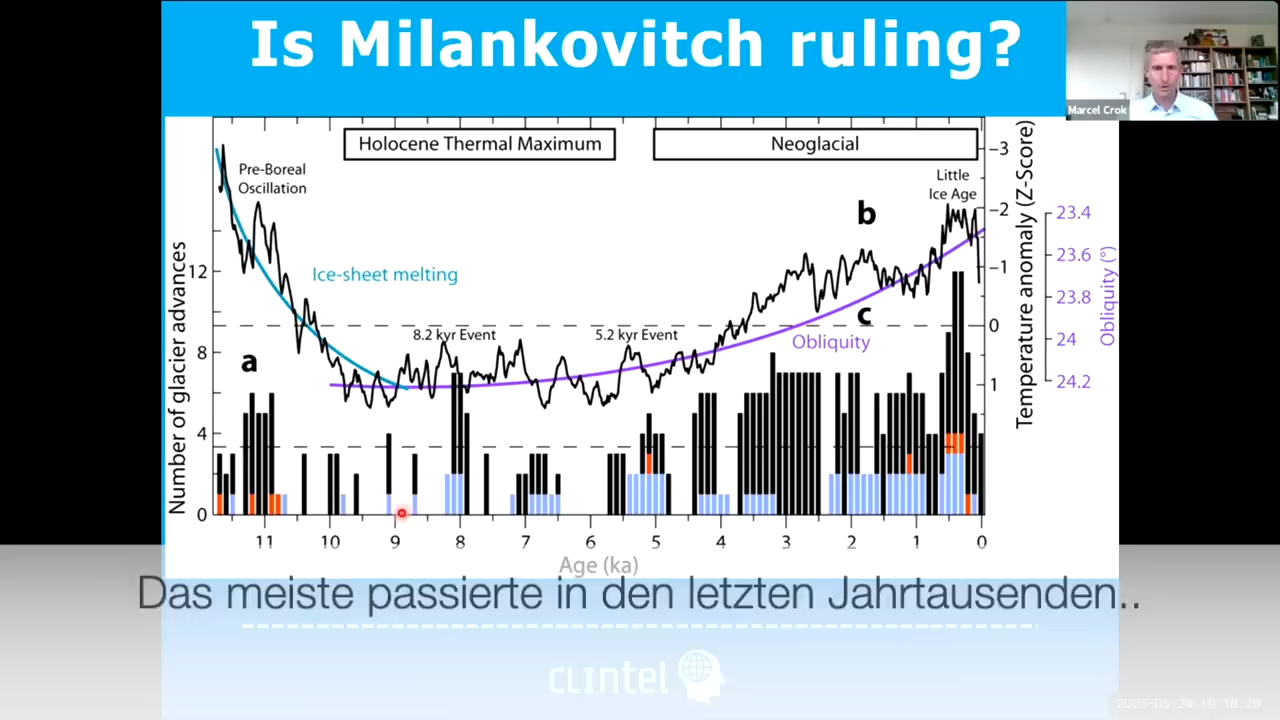 Is Milankovitch ruling?
Marcel Crok
Holocene Thermal Maximum
Neoglacial
Pre-Boreal
Oscillation
Little
Ice Age
Ice-sheet melting
8.2 kyr Event
5.2 kyr Event
Obliquity
a
b
c
Number of glacier advances
12
8
4
0
Temperature anomaly (Z-Score)
–3
–2
–1
0
1
Obliquity (°)
23.4
23.6
23.8
24
24.2
11 10 9 8 7 6 5 4 3 2 1 0
Age (ka)
Das meiste passierte in den letzten Jahrtausenden..
CLINTEL